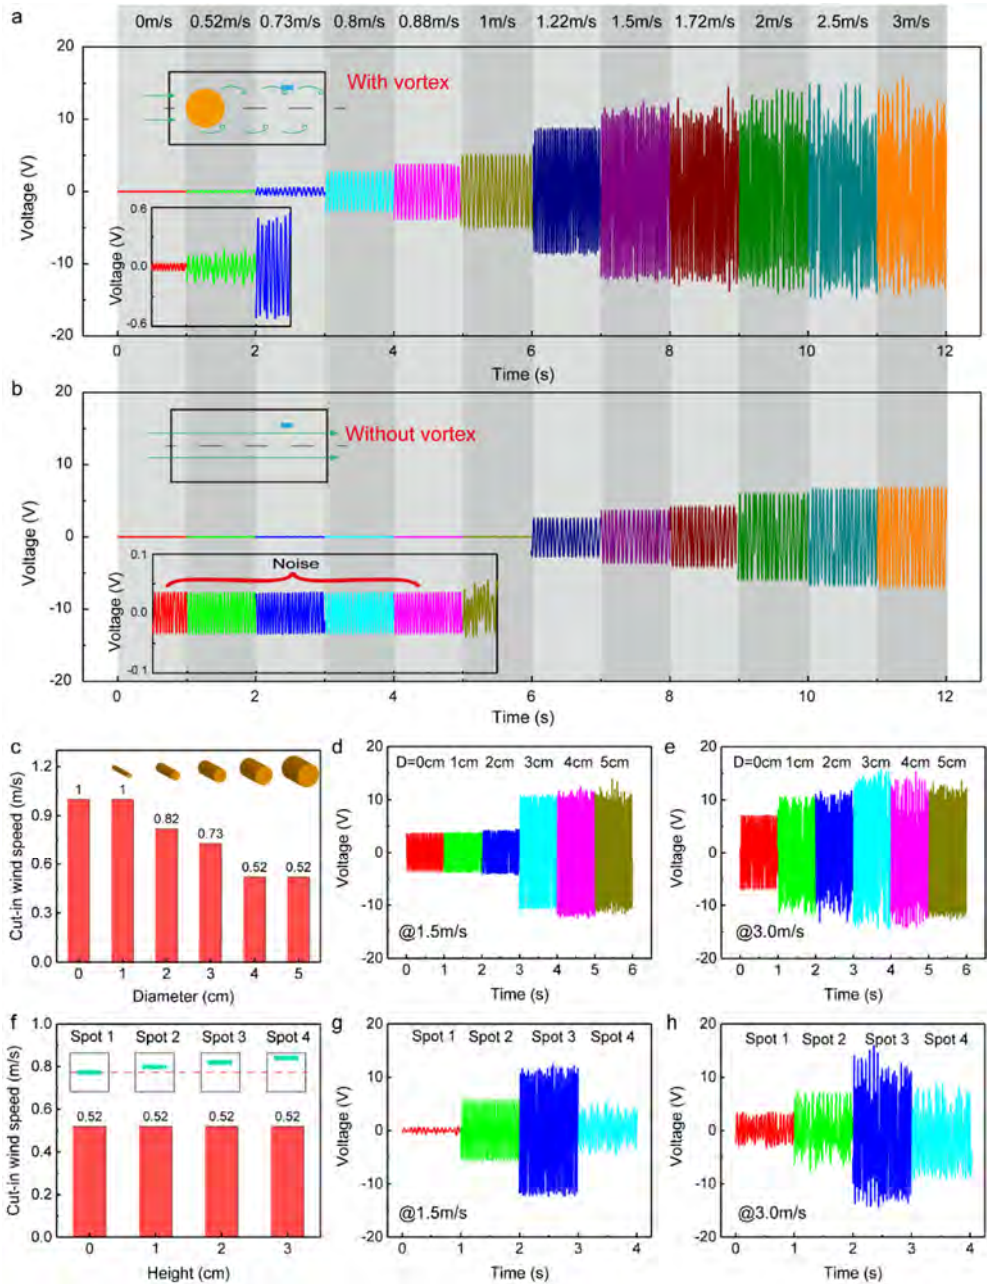 a
0m/s 0.52m/s 0.73m/s 0.8m/s 0.88m/s 1m/s 1.22m/s 1.5m/s 1.72m/s 2m/s 2.5m/s 3m/s
20
10
0
-10
-20
Voltage (V)
With vortex
0.6
0.0
-0.6
Voltage (V)
0 2 4 6 8 10 12
Time (s)
b
20
10
0
-10
-20
Voltage (V)
Without vortex
0.1
0.0
-0.1
Voltage (V)
Noise
0 2 4 6 8 10 12
Time (s)
c
Cut-in wind speed (m/s)
1.2
0.9
0.6
0.3
0.0
1 1 0.82 0.73 0.52 0.52
0 1 2 3 4 5
Diameter (cm)
d
Voltage (V)
20
10
0
-10
-20
D=0cm 1cm 2cm 3cm 4cm 5cm
@1.5m/s
0 1 2 3 4 5 6
Time (s)
e
Voltage (V)
20
10
0
-10
-20
D=0cm 1cm 2cm 3cm 4cm 5cm
@3.0m/s
0 1 2 3 4 5 6
Time (s)
f
Cut-in wind speed (m/s)
1.0
0.8
0.6
0.4
0.2
0.0
Spot 1 Spot 2 Spot 3 Spot 4
0.52 0.52 0.52 0.52
0 1 2 3
Height (cm)
g
Voltage (V)
20
10
0
-10
-20
Spot 1 Spot 2 Spot 3 Spot 4
@1.5m/s
0 1 2 3 4
Time (s)
h
Voltage (V)
20
10
0
-10
-20
Spot 1 Spot 2 Spot 3 Spot 4
@3.0m/s
0 1 2 3 4
Time (s)